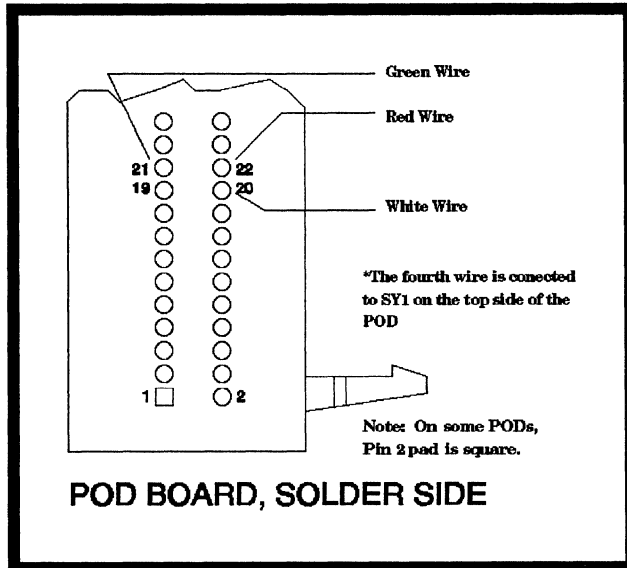 Green Wire
Red Wire
21 22
19 20
White Wire
*The fourth wire is conected
to SY1 on the top side of the
POD
1 2
Note: On some PODs,
Pin 2 pad is square.
POD BOARD, SOLDER SIDE